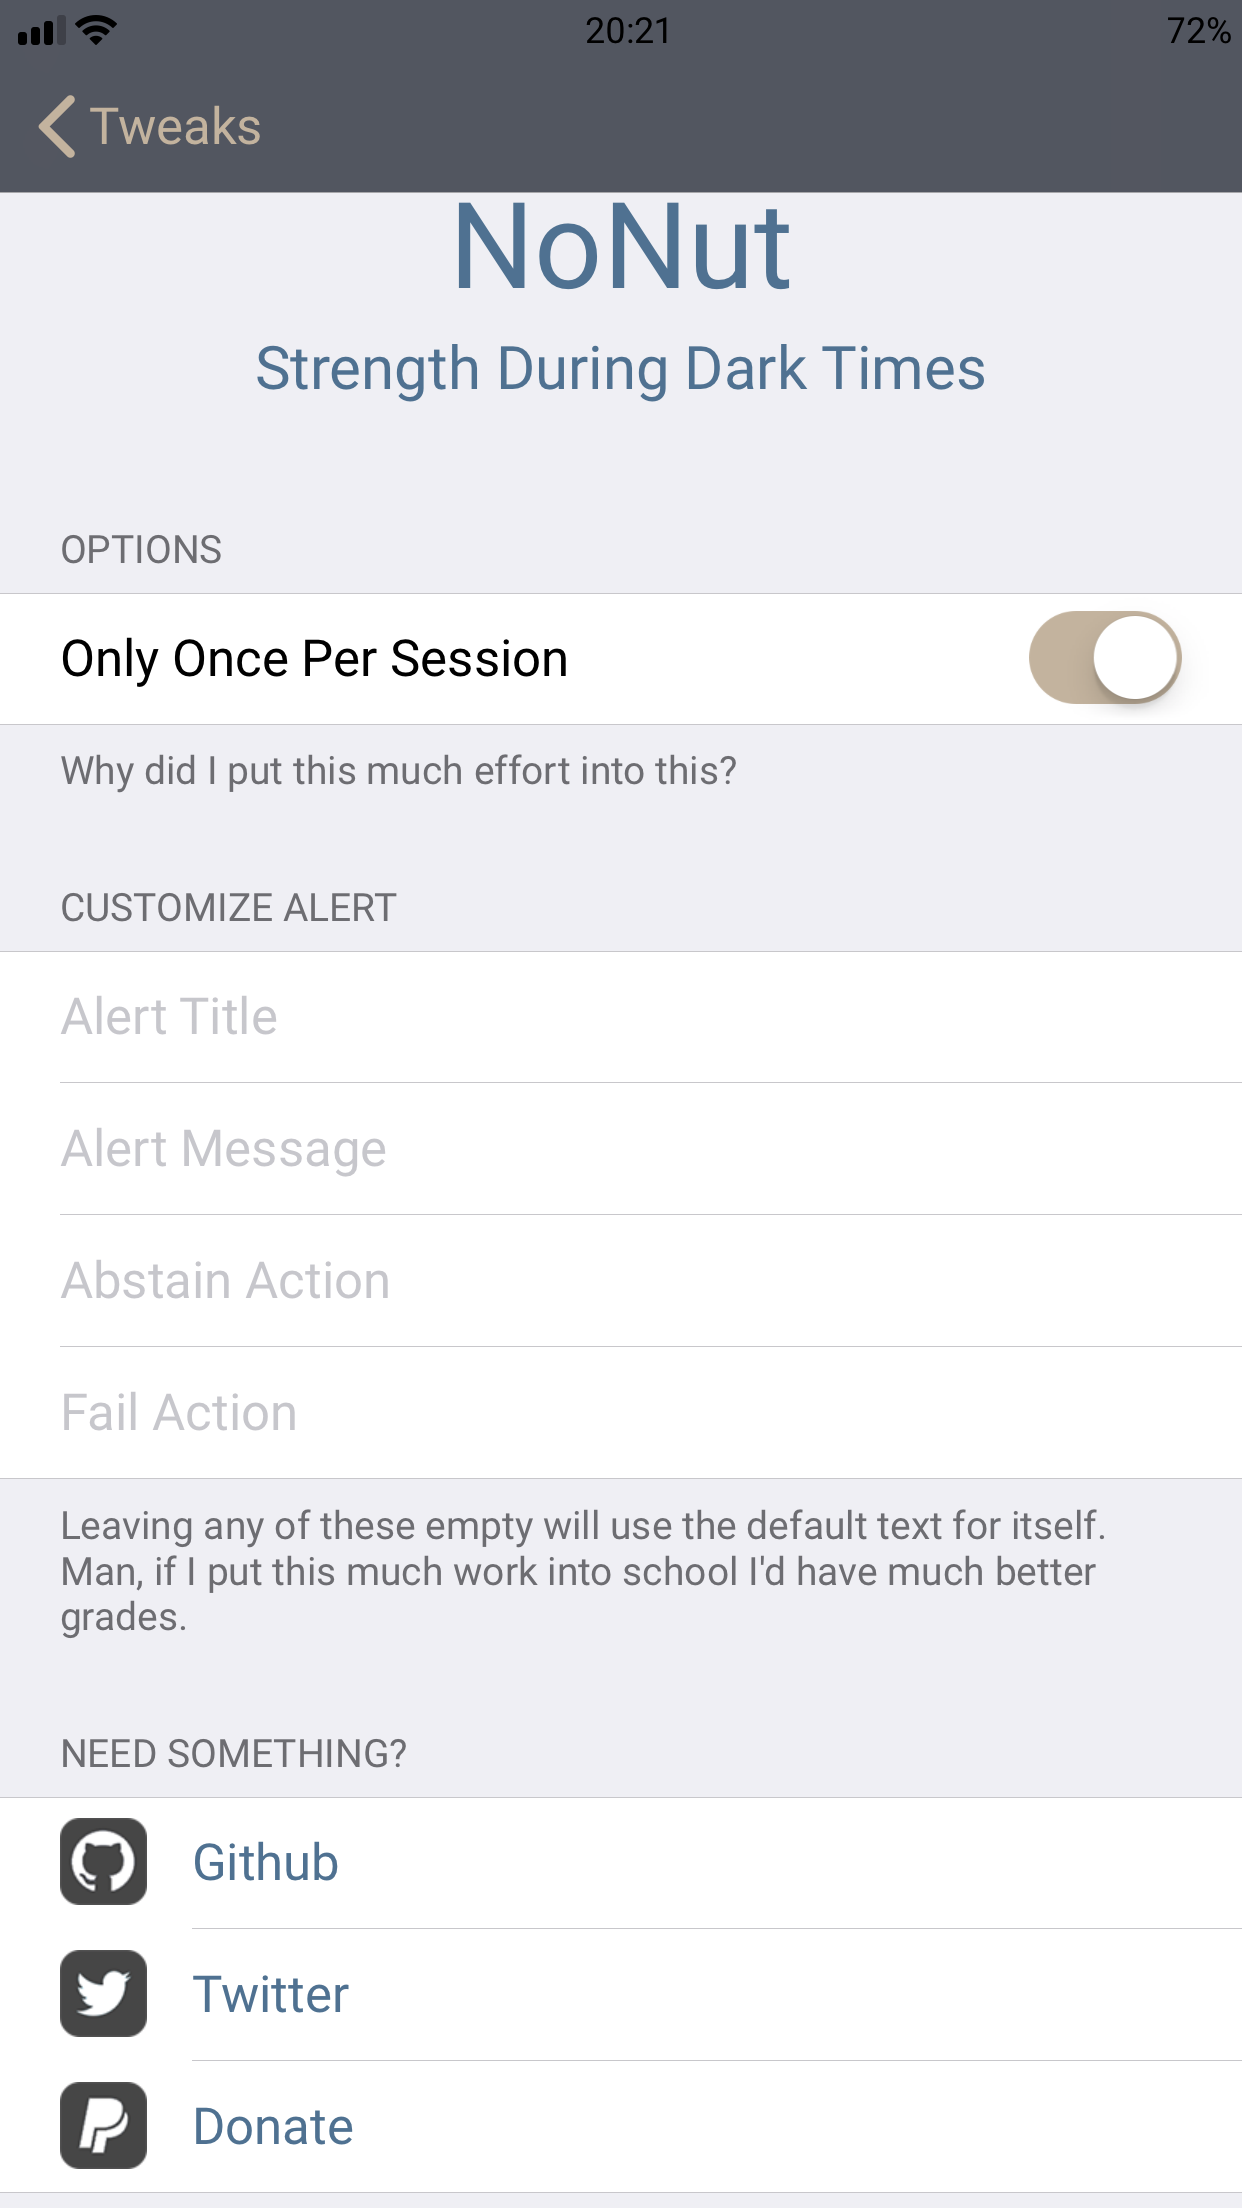 20:21
72%
Tweaks
NoNut
Strength During Dark Times
OPTIONS
Only Once Per Session
Why did I put this much effort into this?
CUSTOMIZE ALERT
Alert Title
Alert Message
Abstain Action
Fail Action
Leaving any of these empty will use the default text for itself.
Man, if I put this much work into school I'd have much better
grades.
NEED SOMETHING?
Github
Twitter
Donate